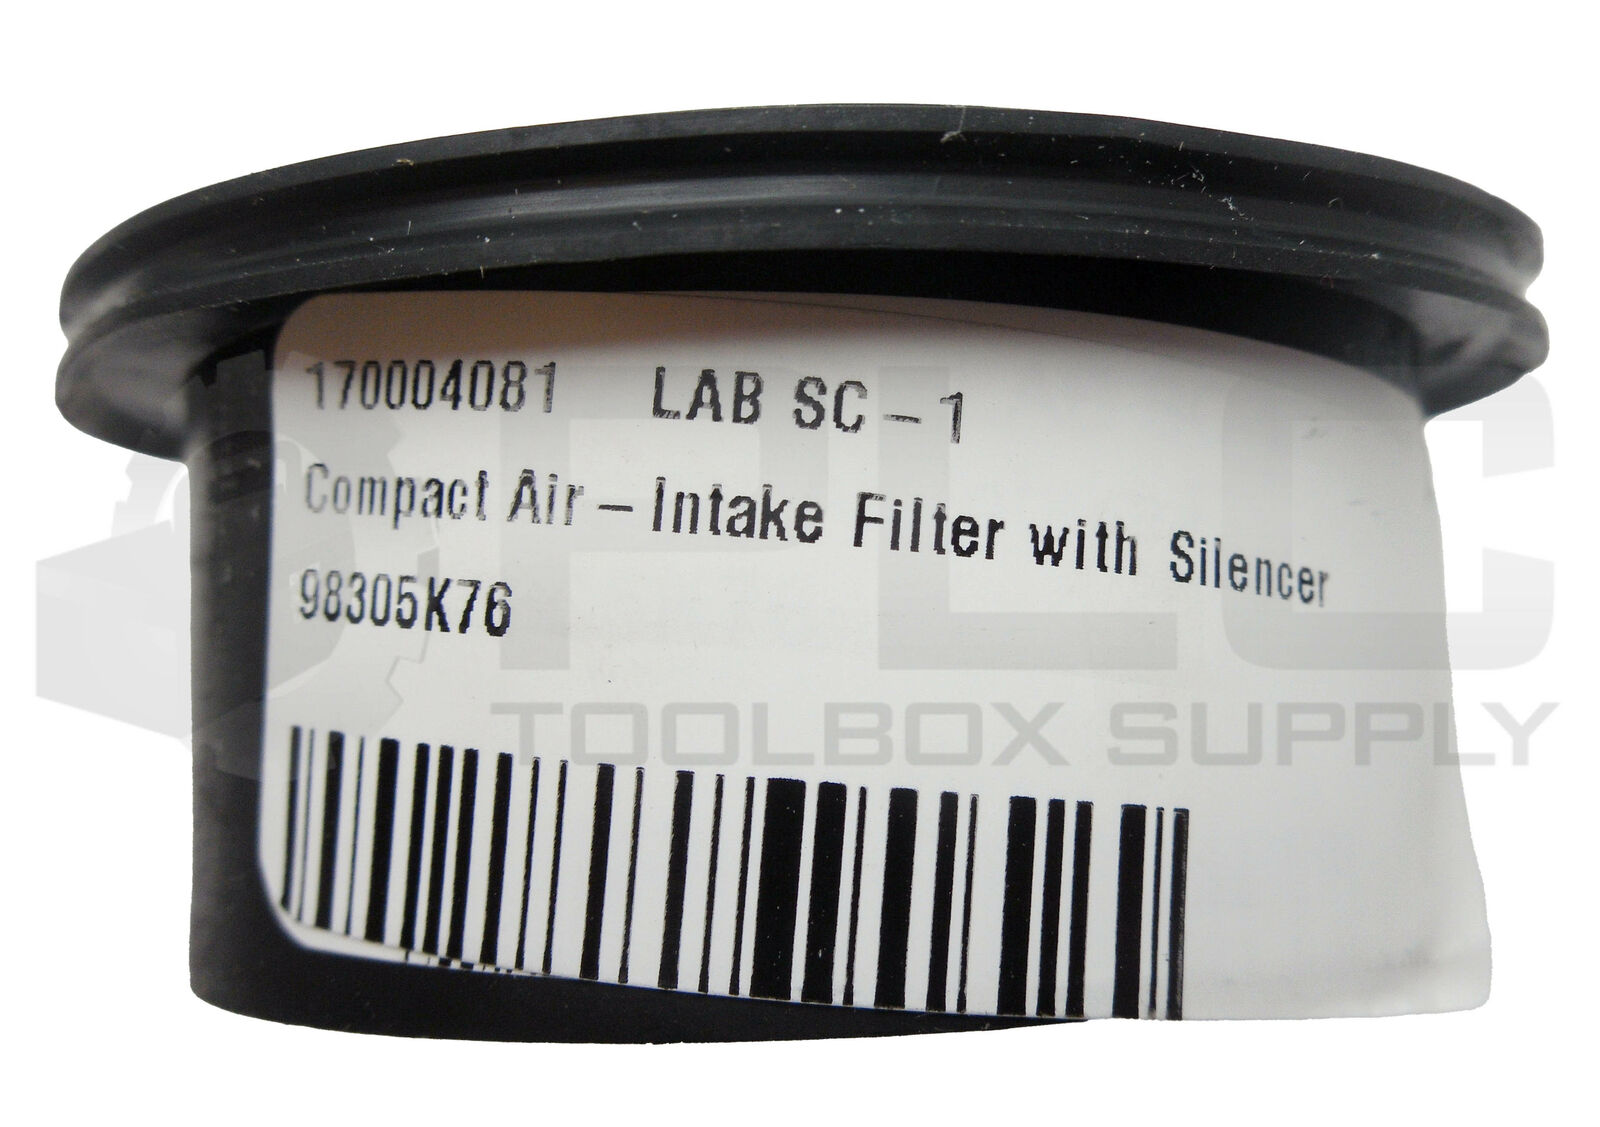 170004081 LAB SC-1
Compact Air-Intake Filter with Silencer
98305K76
PLC
TOOLBOX SUPPLY